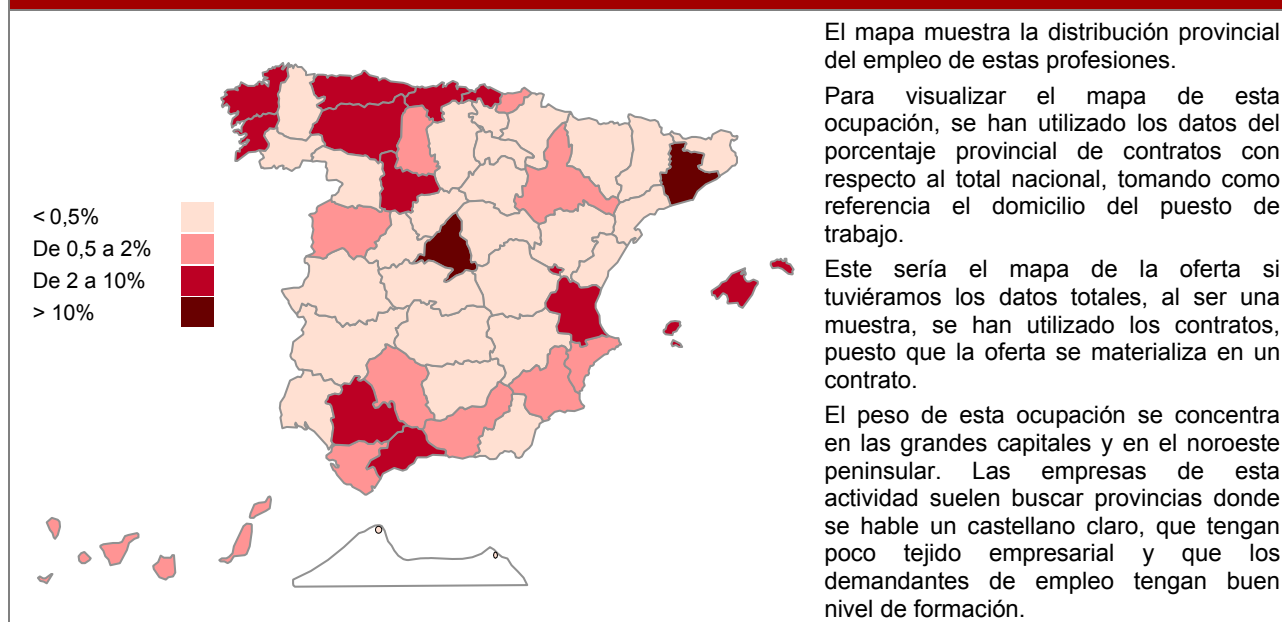 El mapa muestra la distribución provincial
del empleo de estas profesiones.
Para visualizar el mapa de esta
ocupación, se han utilizado los datos del
porcentaje provincial de contratos con
respecto al total nacional, tomando como
referencia el domicilio del puesto de
trabajo.
Este sería el mapa de la oferta si
tuviéramos los datos totales, al ser una
muestra, se han utilizado los contratos,
puesto que la oferta se materializa en un
contrato.
El peso de esta ocupación se concentra
en las grandes capitales y en el noroeste
peninsular. Las empresas de esta
actividad suelen buscar provincias donde
se hable un castellano claro, que tengan
poco tejido empresarial y que los
demandantes de empleo tengan buen
nivel de formación.
< 0,5%
De 0,5 a 2%
De 2 a 10%
> 10%